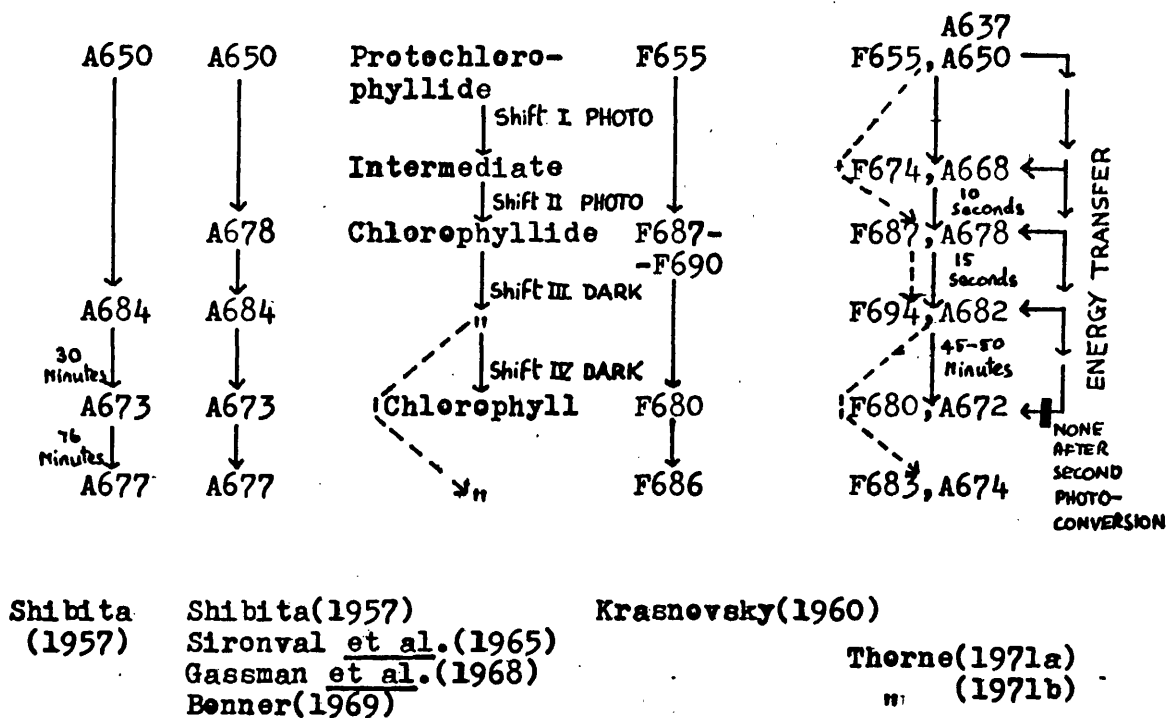 A637
A650 A650 Protochloro- F655 F655, A650
phyllide
Shift I PHOTO
Intermediate F674, A668
Shift II PHOTO 10
Seconds
A678 Chlorophyllide F687- F687, A678
-F690
15
Seconds
Shift III DARK
A684 A684 " F694, A682
30
Minutes
Shift IV DARK 45-50
Minutes
A673 A673 Chlorophyll F680 F680, A672
76
Minutes
A677 A677 " F686 F683, A674
ENERGY TRANSFER
NONE
AFTER
SECOND
PHOTO-
CONVERSION
Shibita Shibita(1957) Krasnovsky(1960)
(1957) Sironval et al.(1965)
Gassman et al.(1968) Thorne(1971a)
Bonner(1969) " (1971b)